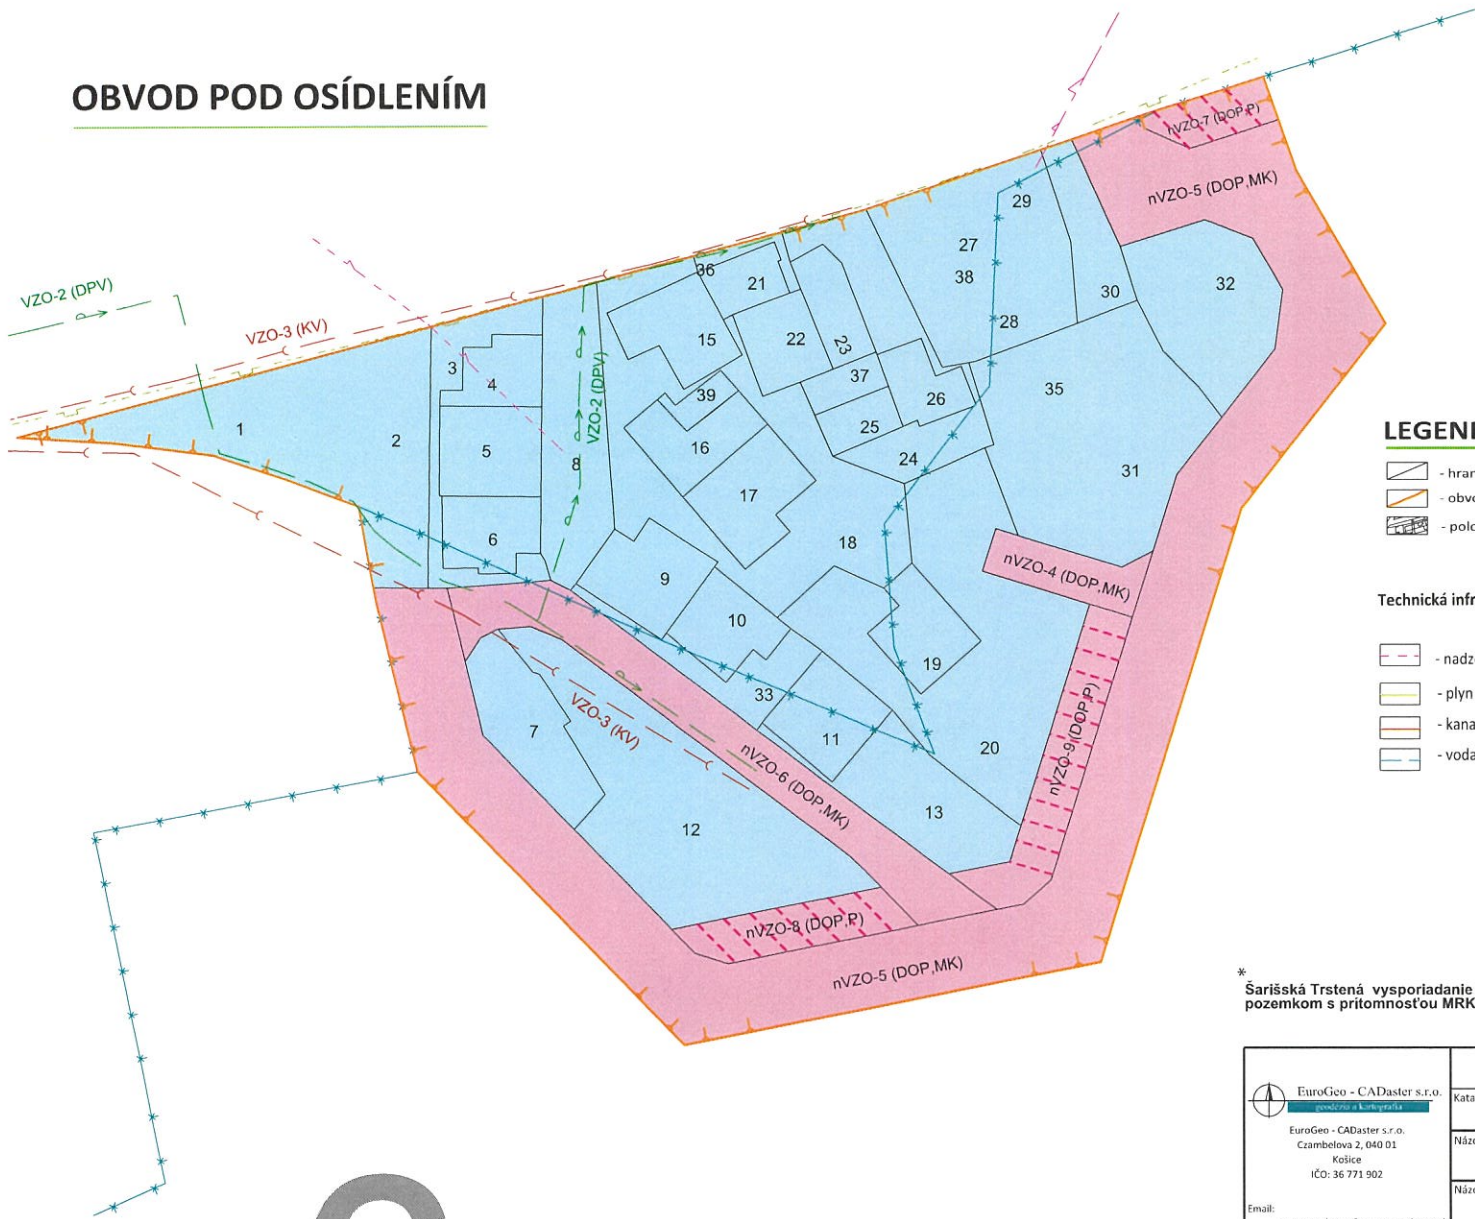 OBVOD POD OSÍDLENÍM
nVZO-7 (DOP,P)
nVZO-5 (DOP,MK)
29
27
38
28
30
32
36
21
15
22
23
37
26
25
24
35
31
VZO-2 (DPV)
VZO-3 (KV)
1
2
3
4
5
6
8
VZO-2 (DPV)
39
16
17
18
9
10
19
nVZO-4 (DOP,MK)
33
11
20
nVZO-9 (DOP,P)
7
VZO-3 (KV)
nVZO-6 (DOP,MK)
12
13
nVZO-8 (DOP,P)
nVZO-5 (DOP,MK)
LEGEN
- hran
- obv
- polo
Technická infr
- nadz
- plyn
- kana
- voda
*
Šarišská Trstená vysporiadanie
pozemkom s prítomnosťou MRK
EuroGeo - CADaster s.r.o.
geodézia a kartografia
EuroGeo - CADaster s.r.o.
Czambelova 2, 040 01
Košice
IČO: 36 771 902
Email:
Kata
Náz
Náz